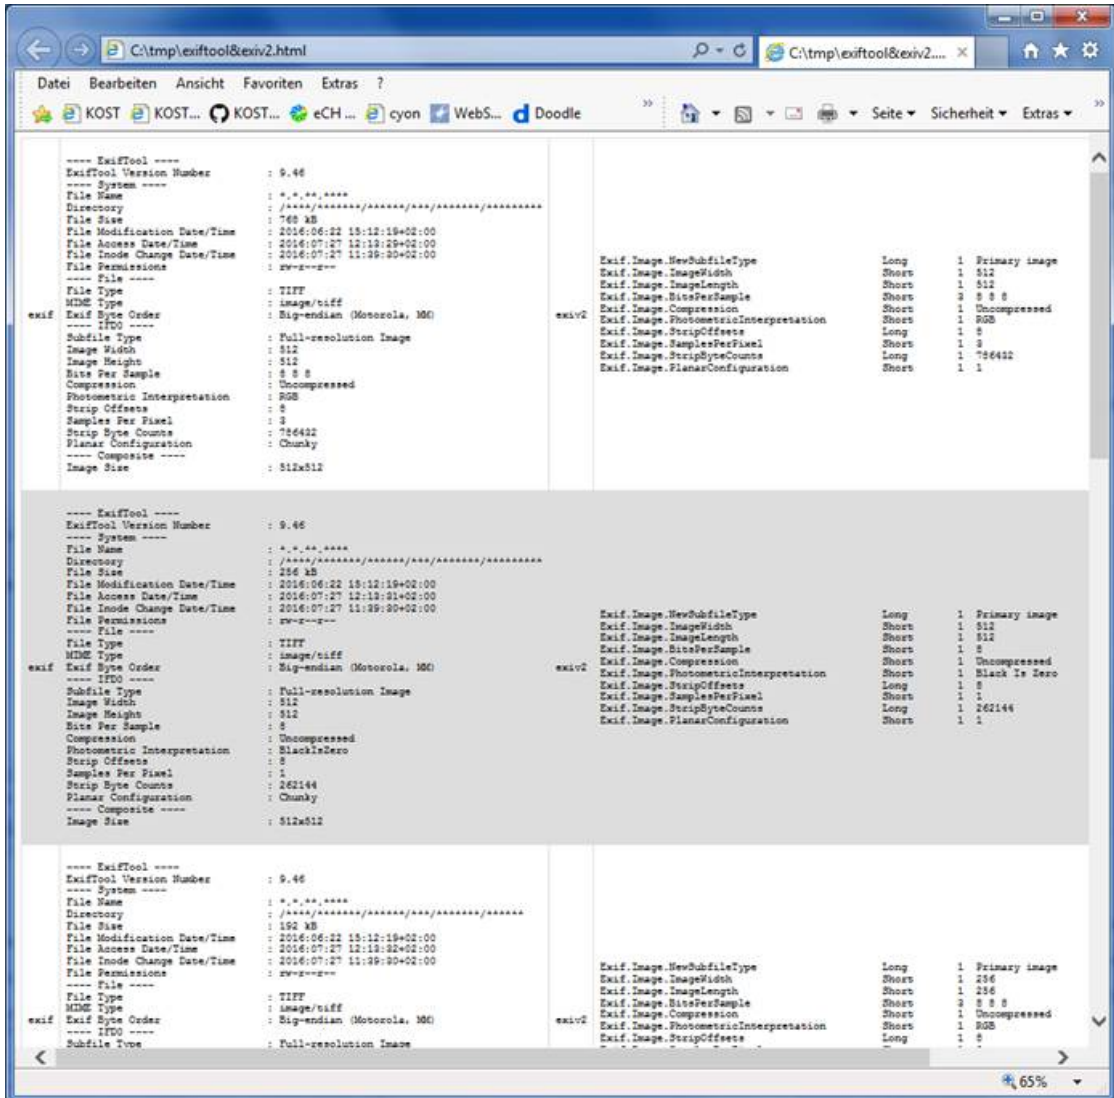 C:\tmp\exiftool&exiv2.html
C:\tmp\exiftool&exiv2....
Datei Bearbeiten Ansicht Favoriten Extras ?
KOST KOST... KOST... eCH ... cyon WebS... Doodle » Seite Sicherheit Extras »
---- ExifTool ----
ExifTool Version Number : 9.46
---- System ----
File Name : *.*.**.****
Directory : /****/*******/******/***/*******/*********
File Size : 768 kB
File Modification Date/Time : 2016:06:22 15:12:19+02:00
File Access Date/Time : 2016:07:27 12:13:29+02:00
File Inode Change Date/Time : 2016:07:27 11:39:30+02:00
File Permissions : rw-r--r--
---- File ----
File Type : TIFF
MIME Type : image/tiff
exif Exif Byte Order : Big-endian (Motorola, MM)
---- IFD0 ----
Subfile Type : Full-resolution Image
Image Width : 512
Image Height : 512
Bits Per Sample : 8 8 8
Compression : Uncompressed
Photometric Interpretation : RGB
Strip Offsets : 8
Samples Per Pixel : 3
Strip Byte Counts : 786432
Planar Configuration : Chunky
---- Composite ----
Image Size : 512x512
exiv2
Exif.Image.NewSubfileType Long 1 Primary image
Exif.Image.ImageWidth Short 1 512
Exif.Image.ImageLength Short 1 512
Exif.Image.BitsPerSample Short 3 8 8 8
Exif.Image.Compression Short 1 Uncompressed
Exif.Image.PhotometricInterpretation Short 1 RGB
Exif.Image.StripOffsets Long 1 8
Exif.Image.SamplesPerPixel Short 1 3
Exif.Image.StripByteCounts Long 1 786432
Exif.Image.PlanarConfiguration Short 1 1
---- ExifTool ----
ExifTool Version Number : 9.46
---- System ----
File Name : *.*.**.****
Directory : /****/*******/******/***/*******/*********
File Size : 256 kB
File Modification Date/Time : 2016:06:22 15:12:19+02:00
File Access Date/Time : 2016:07:27 12:13:31+02:00
File Inode Change Date/Time : 2016:07:27 11:39:30+02:00
File Permissions : rw-r--r--
---- File ----
File Type : TIFF
MIME Type : image/tiff
exif Exif Byte Order : Big-endian (Motorola, MM)
---- IFD0 ----
Subfile Type : Full-resolution Image
Image Width : 512
Image Height : 512
Bits Per Sample : 8
Compression : Uncompressed
Photometric Interpretation : BlackIsZero
Strip Offsets : 8
Samples Per Pixel : 1
Strip Byte Counts : 262144
Planar Configuration : Chunky
---- Composite ----
Image Size : 512x512
exiv2
Exif.Image.NewSubfileType Long 1 Primary image
Exif.Image.ImageWidth Short 1 512
Exif.Image.ImageLength Short 1 512
Exif.Image.BitsPerSample Short 1 8
Exif.Image.Compression Short 1 Uncompressed
Exif.Image.PhotometricInterpretation Short 1 Black Is Zero
Exif.Image.StripOffsets Long 1 8
Exif.Image.SamplesPerPixel Short 1 1
Exif.Image.StripByteCounts Long 1 262144
Exif.Image.PlanarConfiguration Short 1 1
---- ExifTool ----
ExifTool Version Number : 9.46
---- System ----
File Name : *.*.**.****
Directory : /****/*******/******/***/*******/******
File Size : 192 kB
File Modification Date/Time : 2016:06:22 15:12:19+02:00
File Access Date/Time : 2016:07:27 12:13:32+02:00
File Inode Change Date/Time : 2016:07:27 11:39:30+02:00
File Permissions : rw-r--r--
---- File ----
File Type : TIFF
MIME Type : image/tiff
exif Exif Byte Order : Big-endian (Motorola, MM)
---- IFD0 ----
Subfile Type : Full-resolution Image
exiv2
Exif.Image.NewSubfileType Long 1 Primary image
Exif.Image.ImageWidth Short 1 256
Exif.Image.ImageLength Short 1 256
Exif.Image.BitsPerSample Short 3 8 8 8
Exif.Image.Compression Short 1 Uncompressed
Exif.Image.PhotometricInterpretation Short 1 RGB
Exif.Image.StripOffsets Long 1 8
65%